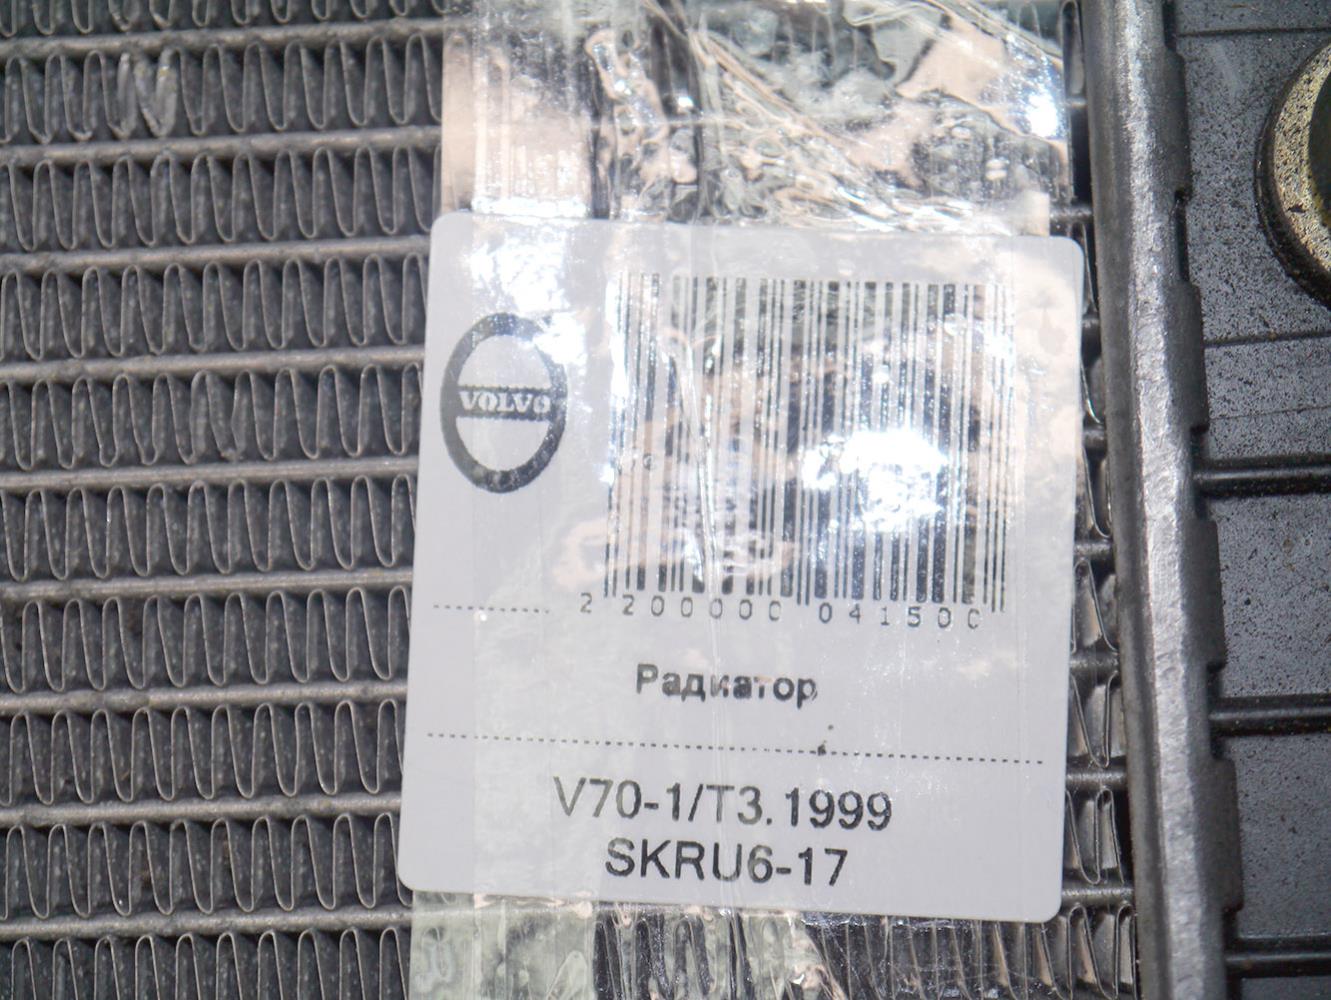 VOLVO
2 200000 041500
Радиатор
V70-1/T3.1999
SKRU6-17